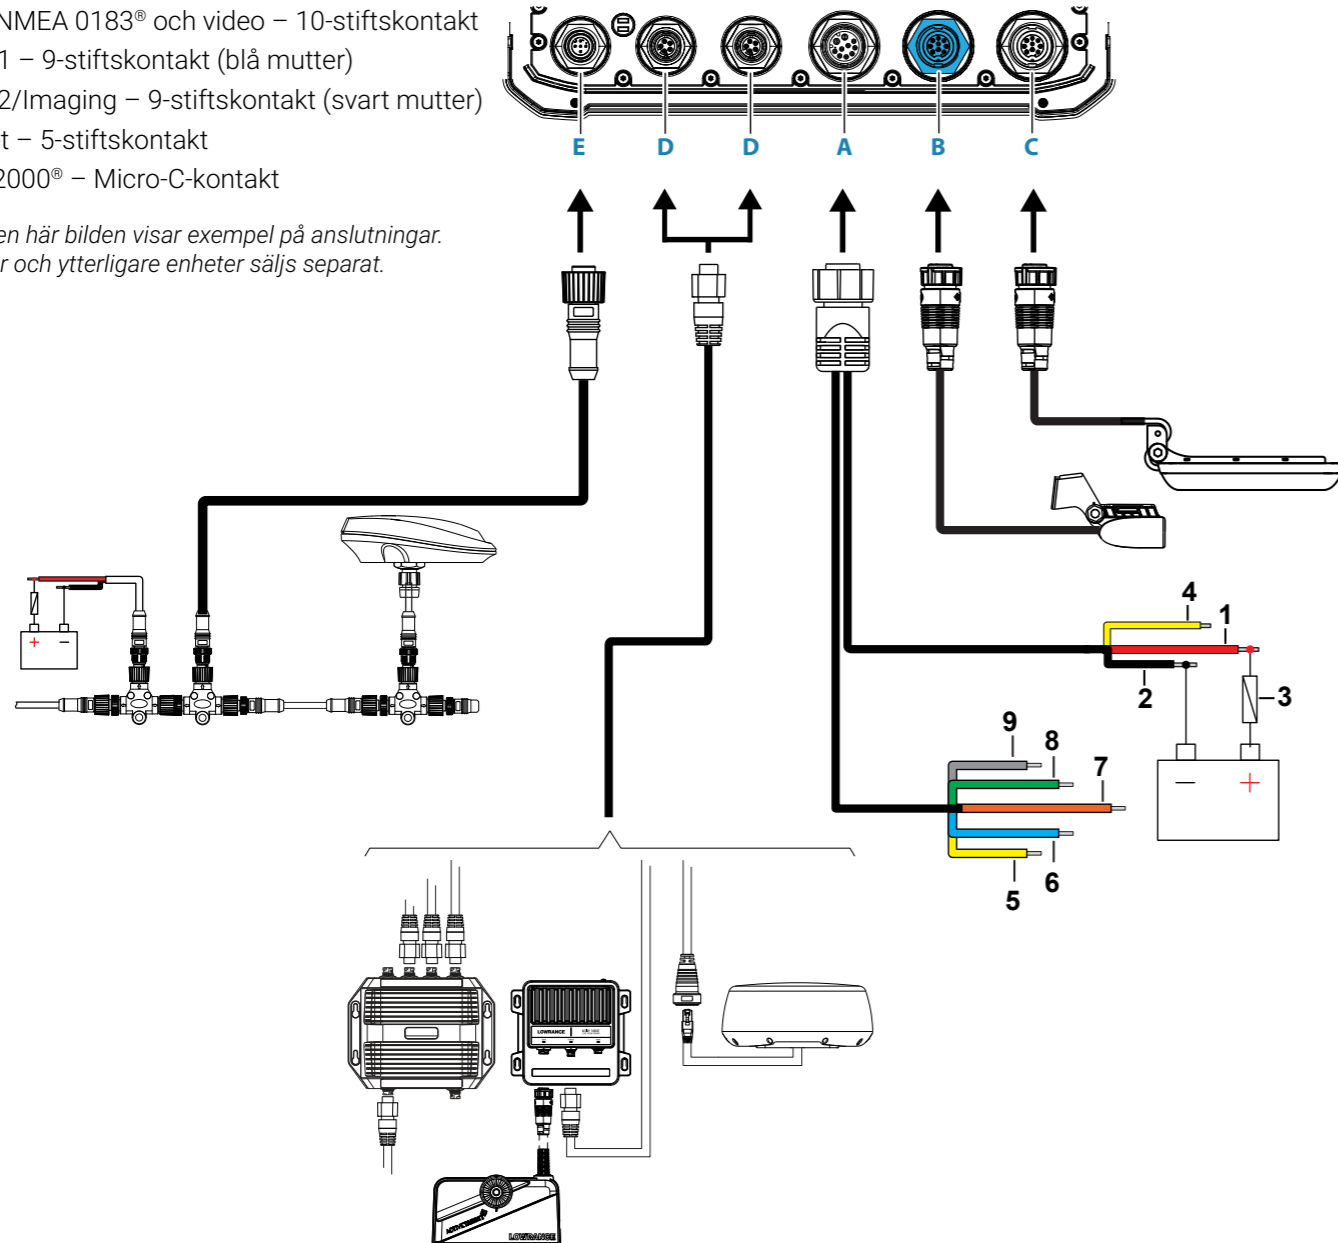 NMEA 0183® och video – 10-stiftskontakt
1 – 9-stiftskontakt (blå mutter)
2/Imaging – 9-stiftskontakt (svart mutter)
t – 5-stiftskontakt
2000® – Micro-C-kontakt
en här bilden visar exempel på anslutningar.
r och ytterligare enheter säljs separat.
E D D A B C
4
1
2
3
+ –
— +
9
8
7
6
5
LOWRANCE
LOWRANCE